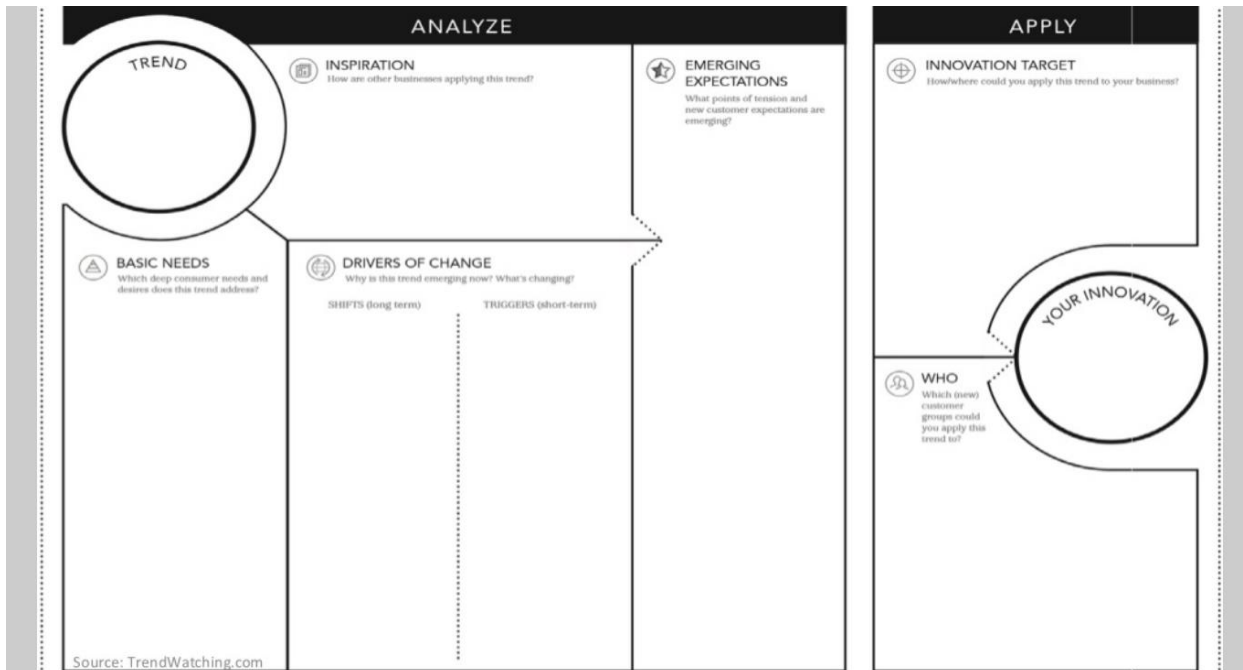 ANALYZE
TREND
INSPIRATION
How are other businesses applying this trend?
EMERGING
EXPECTATIONS
What points of tension and
new customer expectations are
emerging?
BASIC NEEDS
Which deep consumer needs and
desires does this trend address?
DRIVERS OF CHANGE
Why is this trend emerging now? What's changing?
SHIFTS (long term)
TRIGGERS (short-term)
APPLY
INNOVATION TARGET
How/where could you apply this trend to your business?
YOUR INNOVATION
WHO
Which (new)
customer
groups could
you apply this
trend to?
Source: TrendWatching.com